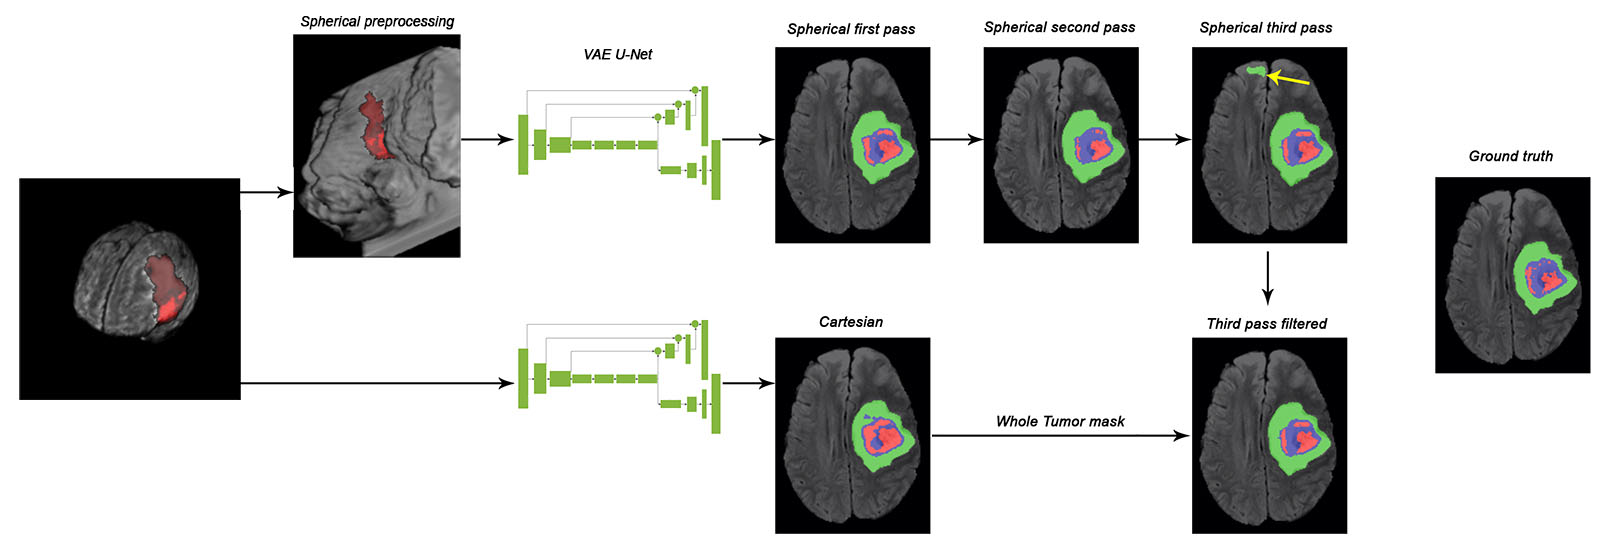 Spherical preprocessing
VAE U-Net
Spherical first pass
Spherical second pass
Spherical third pass
Ground truth
Cartesian
Whole Tumor mask
Third pass filtered